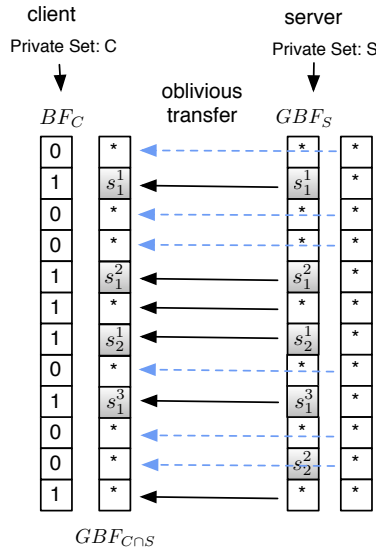 client server
Private Set: C Private Set: S
oblivious
transfer
$BF_C$ $GBF_S$
0 * * *
1 $s_1^1$ $s_1^1$ *
0 * * *
0 * * *
1 $s_1^2$ $s_1^2$ *
1 * * *
1 $s_2^1$ $s_2^1$ *
0 * * *
1 $s_1^3$ $s_1^3$ *
0 * * *
0 * $s_2^2$ *
1 * * *
$GBF_{C\cap S}$